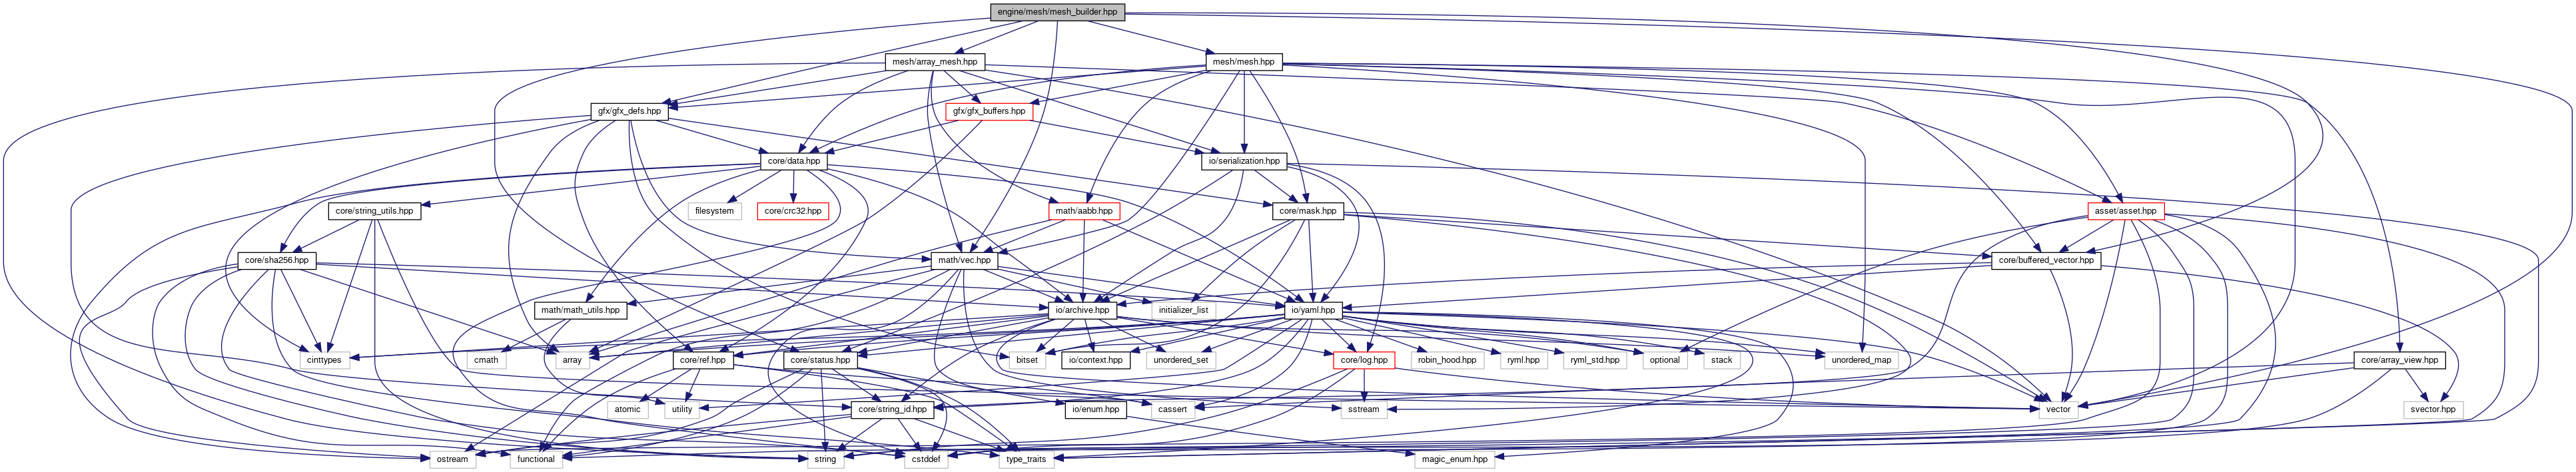 engine/mesh/mesh_builder.hpp
mesh/array_mesh.hpp
mesh/mesh.hpp
gfx/gfx_defs.hpp
gfx/gfx_buffers.hpp
core/data.hpp
io/serialization.hpp
core/string_utils.hpp
filesystem
core/crc32.hpp
math/aabb.hpp
core/mask.hpp
asset/asset.hpp
core/sha256.hpp
math/vec.hpp
core/buffered_vector.hpp
math/math_utils.hpp
io/archive.hpp
initializer_list
io/yaml.hpp
cinttypes
cmath
array
core/ref.hpp
core/status.hpp
bitset
io/context.hpp
unordered_set
core/log.hpp
robin_hood.hpp
ryml.hpp
ryml_std.hpp
optional
stack
unordered_map
core/array_view.hpp
atomic
utility
core/string_id.hpp
io/enum.hpp
cassert
sstream
vector
svector.hpp
ostream
functional
string
cstddef
type_traits
magic_enum.hpp